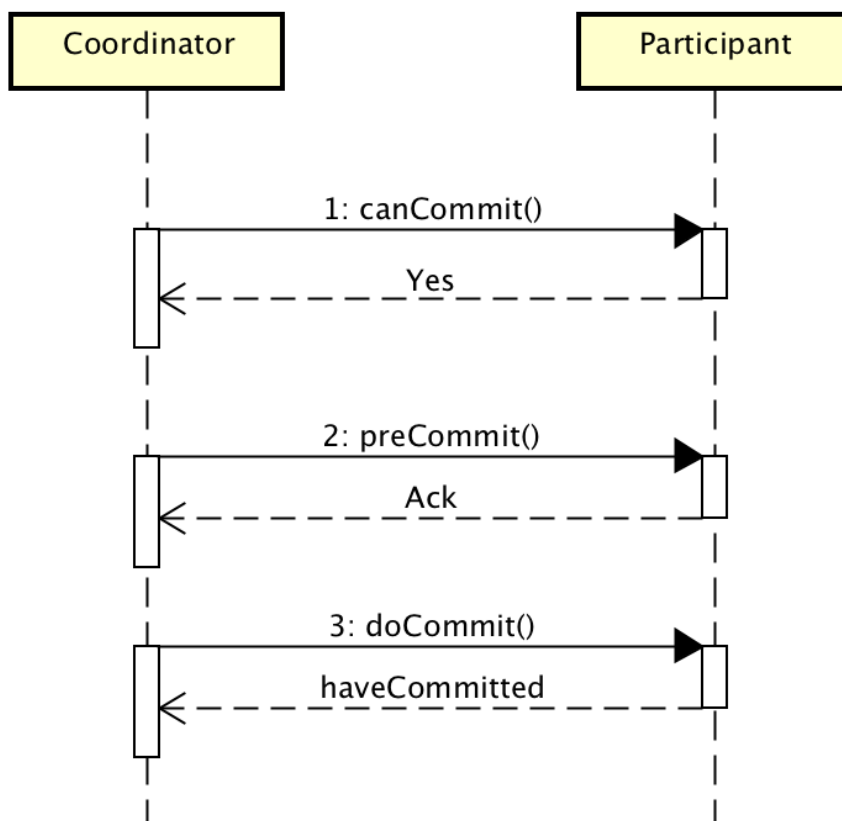 Coordinator
Participant
1: canCommit()
Yes
2: preCommit()
Ack
3: doCommit()
haveCommitted